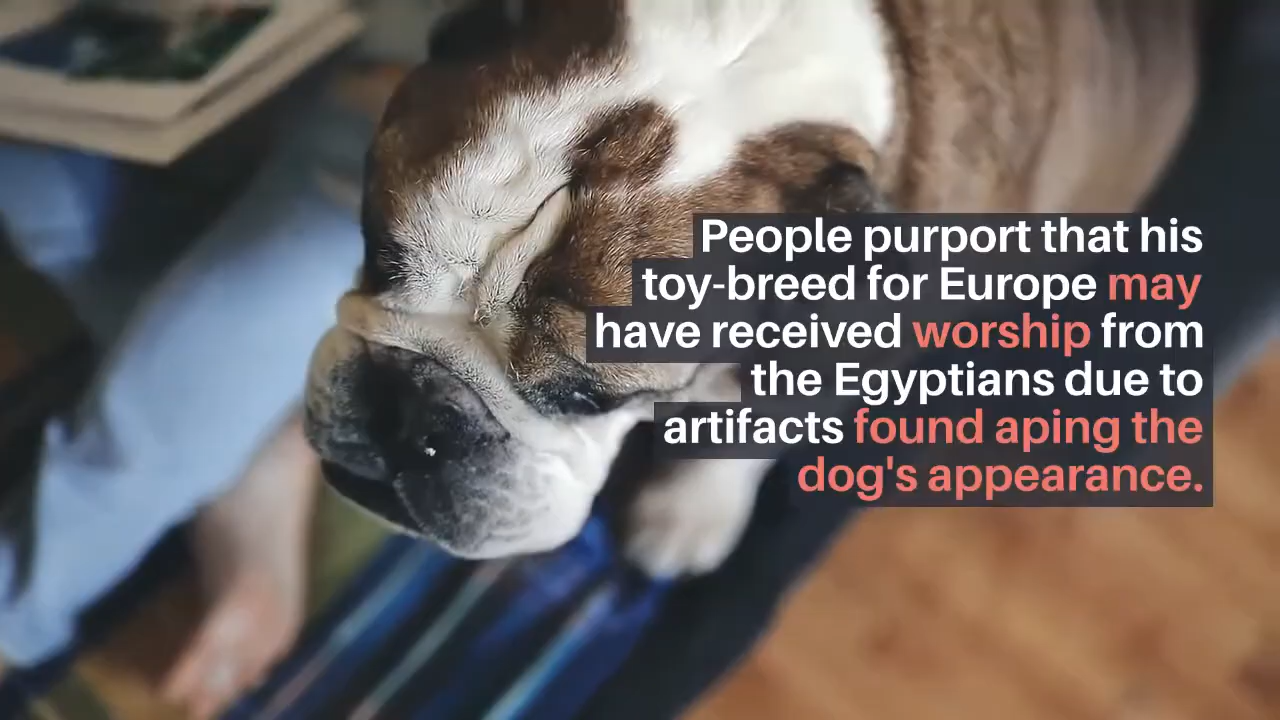 People purport that his
toy-breed for Europe may
have received worship from
the Egyptians due to
artifacts found aping the
dog's appearance.